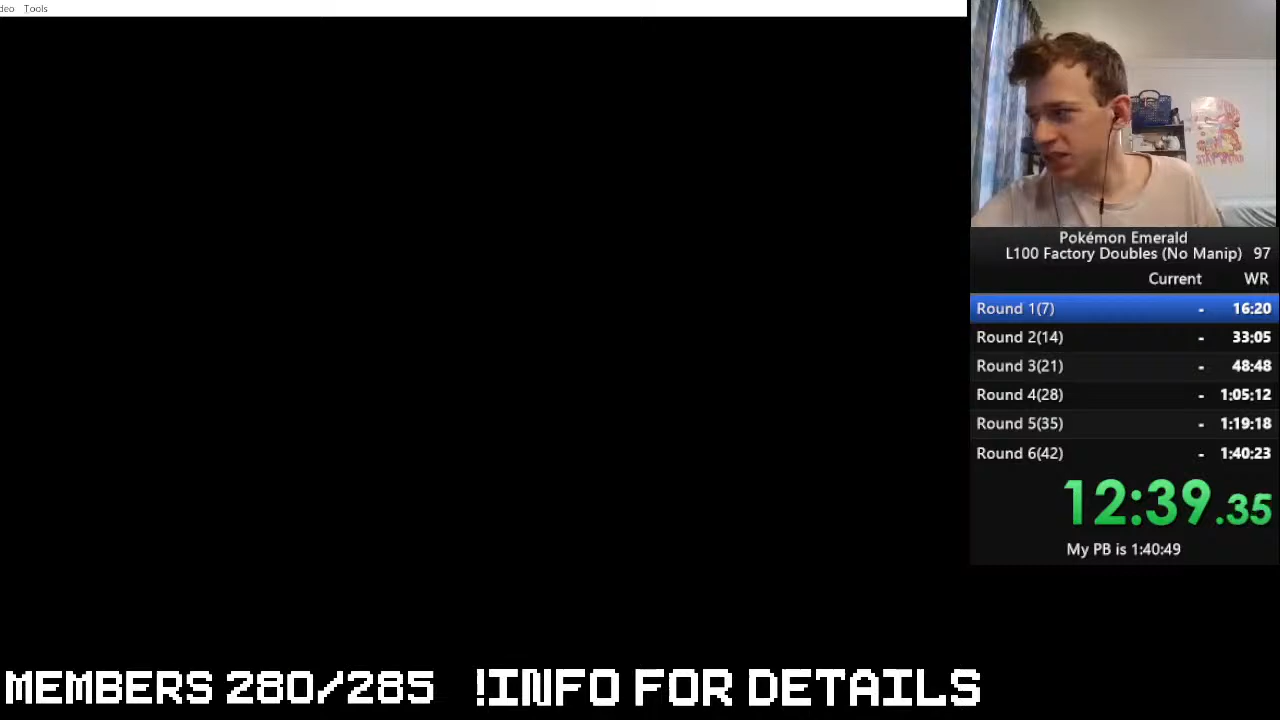 deo Tools
Pokémon Emerald
L100 Factory Doubles (No Manip) 97
Current WR
Round 1(7) - 16:20
Round 2(14) - 33:05
Round 3(21) - 48:48
Round 4(28) - 1:05:12
Round 5(35) - 1:19:18
Round 6(42) - 1:40:23
12:39.35
My PB is 1:40:49
MEMBERS 280/285 !INFO FOR DETAILS